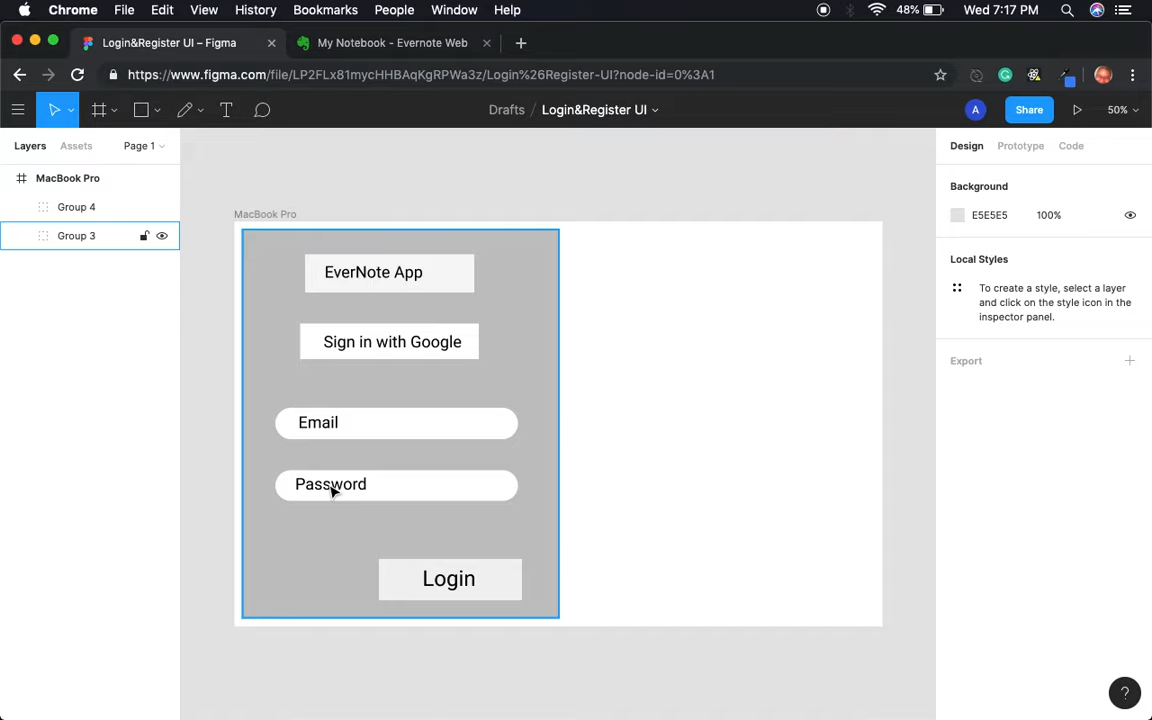 Chrome File Edit View History Bookmarks People Window Help 48% Wed 7:17 PM
Login&Register UI – Figma My Notebook - Evernote Web
https://www.figma.com/file/LP2FLx81mycHHBAqKgRPWa3z/Login%26Register-UI?node-id=0%3A1
Drafts / Login&Register UI A Share 50%
Layers Assets Page 1 Design Prototype Code
MacBook Pro
Group 4
Group 3
MacBook Pro
EverNote App
Sign in with Google
Email
Password
Login
Background
E5E5E5 100%
Local Styles
To create a style, select a layer
and click on the style icon in the
inspector panel.
Export
?